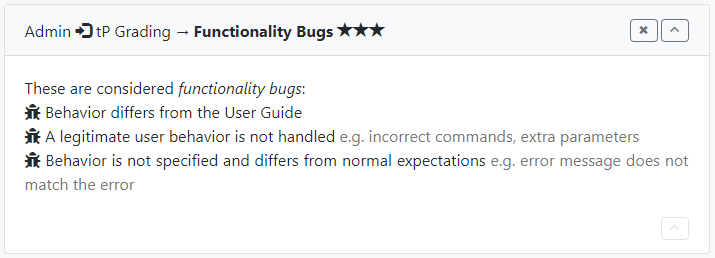 Admin tP Grading → Functionality Bugs ★★★
These are considered functionality bugs:
Behavior differs from the User Guide
A legitimate user behavior is not handled e.g. incorrect commands, extra parameters
Behavior is not specified and differs from normal expectations e.g. error message does not
match the error